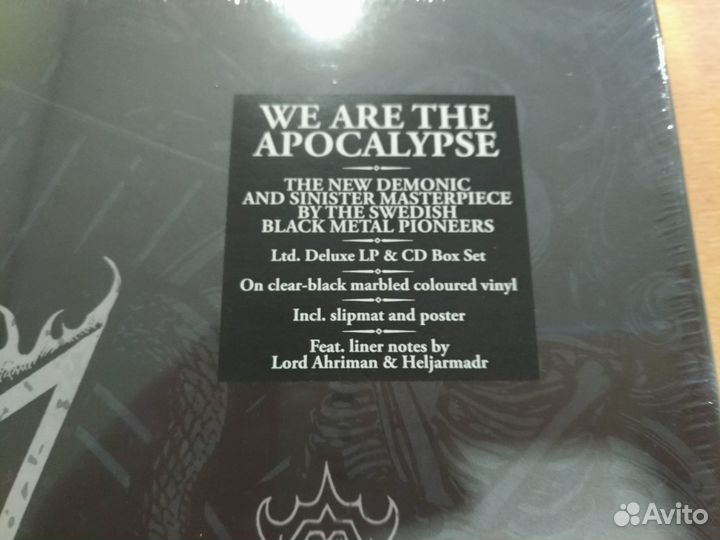 WE ARE THE
APOCALYPSE
THE NEW DEMONIC
AND SINISTER MASTERPIECE
BY THE SWEDISH
BLACK METAL PIONEERS
Ltd. Deluxe LP & CD Box Set
On clear-black marbled coloured vinyl
Incl. slipmat and poster
Feat. liner notes by
Lord Ahriman & Heljarmadr
Avito